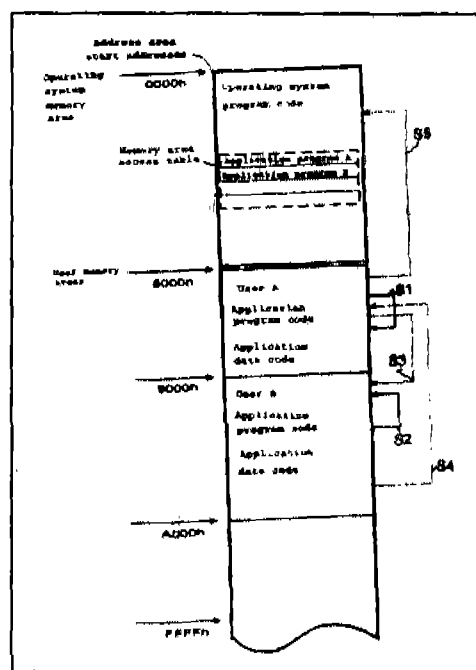 Address area
start addresses
Operating
system
memory
area
0000h
Operating system
program code
Memory area
access table
Application program A
Application program B
S5
User memory
areas
8000h
User A
Application
program code
Application
data code
S1
S3
9000h
User B
Application
program code
Application
data code
S2
S4
A000h
FFFFh